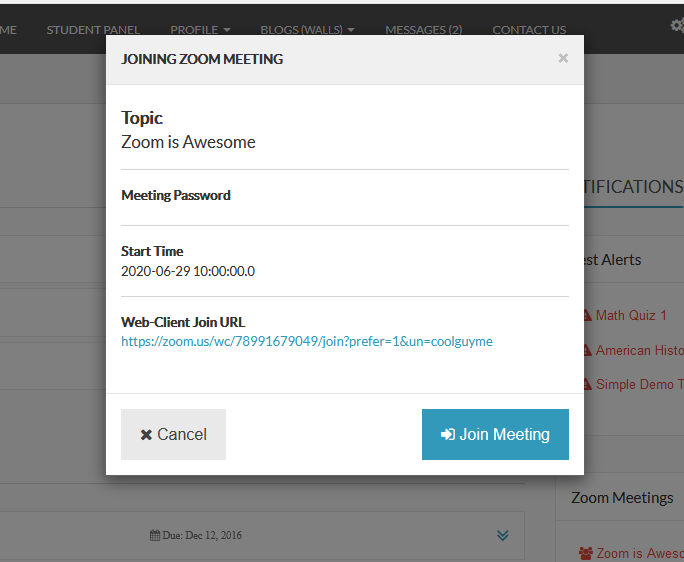 ME STUDENT PANEL PROFILE BLOGS (WALLS) MESSAGES (2) CONTACT US
JOINING ZOOM MEETING ×
Topic
Zoom is Awesome
Meeting Password
Start Time
2020-06-29 10:00:00.0
Web-Client Join URL
https://zoom.us/wc/78991679049/join?prefer=1&un=coolguyme
Cancel
Join Meeting
TIFICATIONS
est Alerts
Math Quiz 1
American Histo
Simple Demo T
Zoom Meetings
Zoom is Aweso
Due: Dec 12, 2016